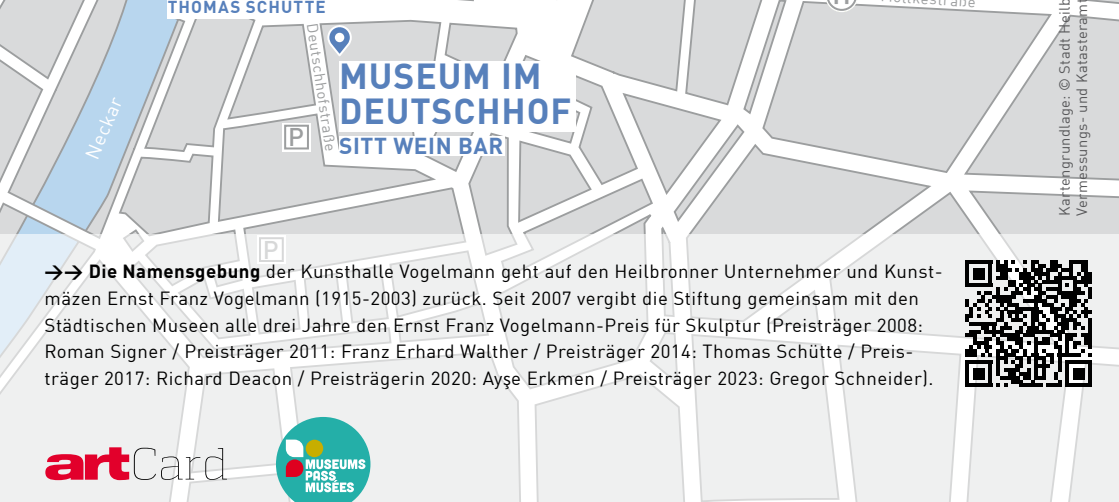 THOMAS SCHÜTTE
Deutschhofstraße
MUSEUM IM
DEUTSCHHOF
SITT WEIN BAR
P
Neckar
Kartengrundlage: © Stadt Heilb
Vermessungs- und Katasteramt
P
→→ Die Namensgebung der Kunsthalle Vogelmann geht auf den Heilbronner Unternehmer und Kunst-
mäzen Ernst Franz Vogelmann (1915-2003) zurück. Seit 2007 vergibt die Stiftung gemeinsam mit den
Städtischen Museen alle drei Jahre den Ernst Franz Vogelmann-Preis für Skulptur (Preisträger 2008:
Roman Signer / Preisträger 2011: Franz Erhard Walther / Preisträger 2014: Thomas Schütte / Preis-
träger 2017: Richard Deacon / Preisträgerin 2020: Ayşe Erkmen / Preisträger 2023: Gregor Schneider).
artCard
MUSEUMS
PASS
MUSÉES